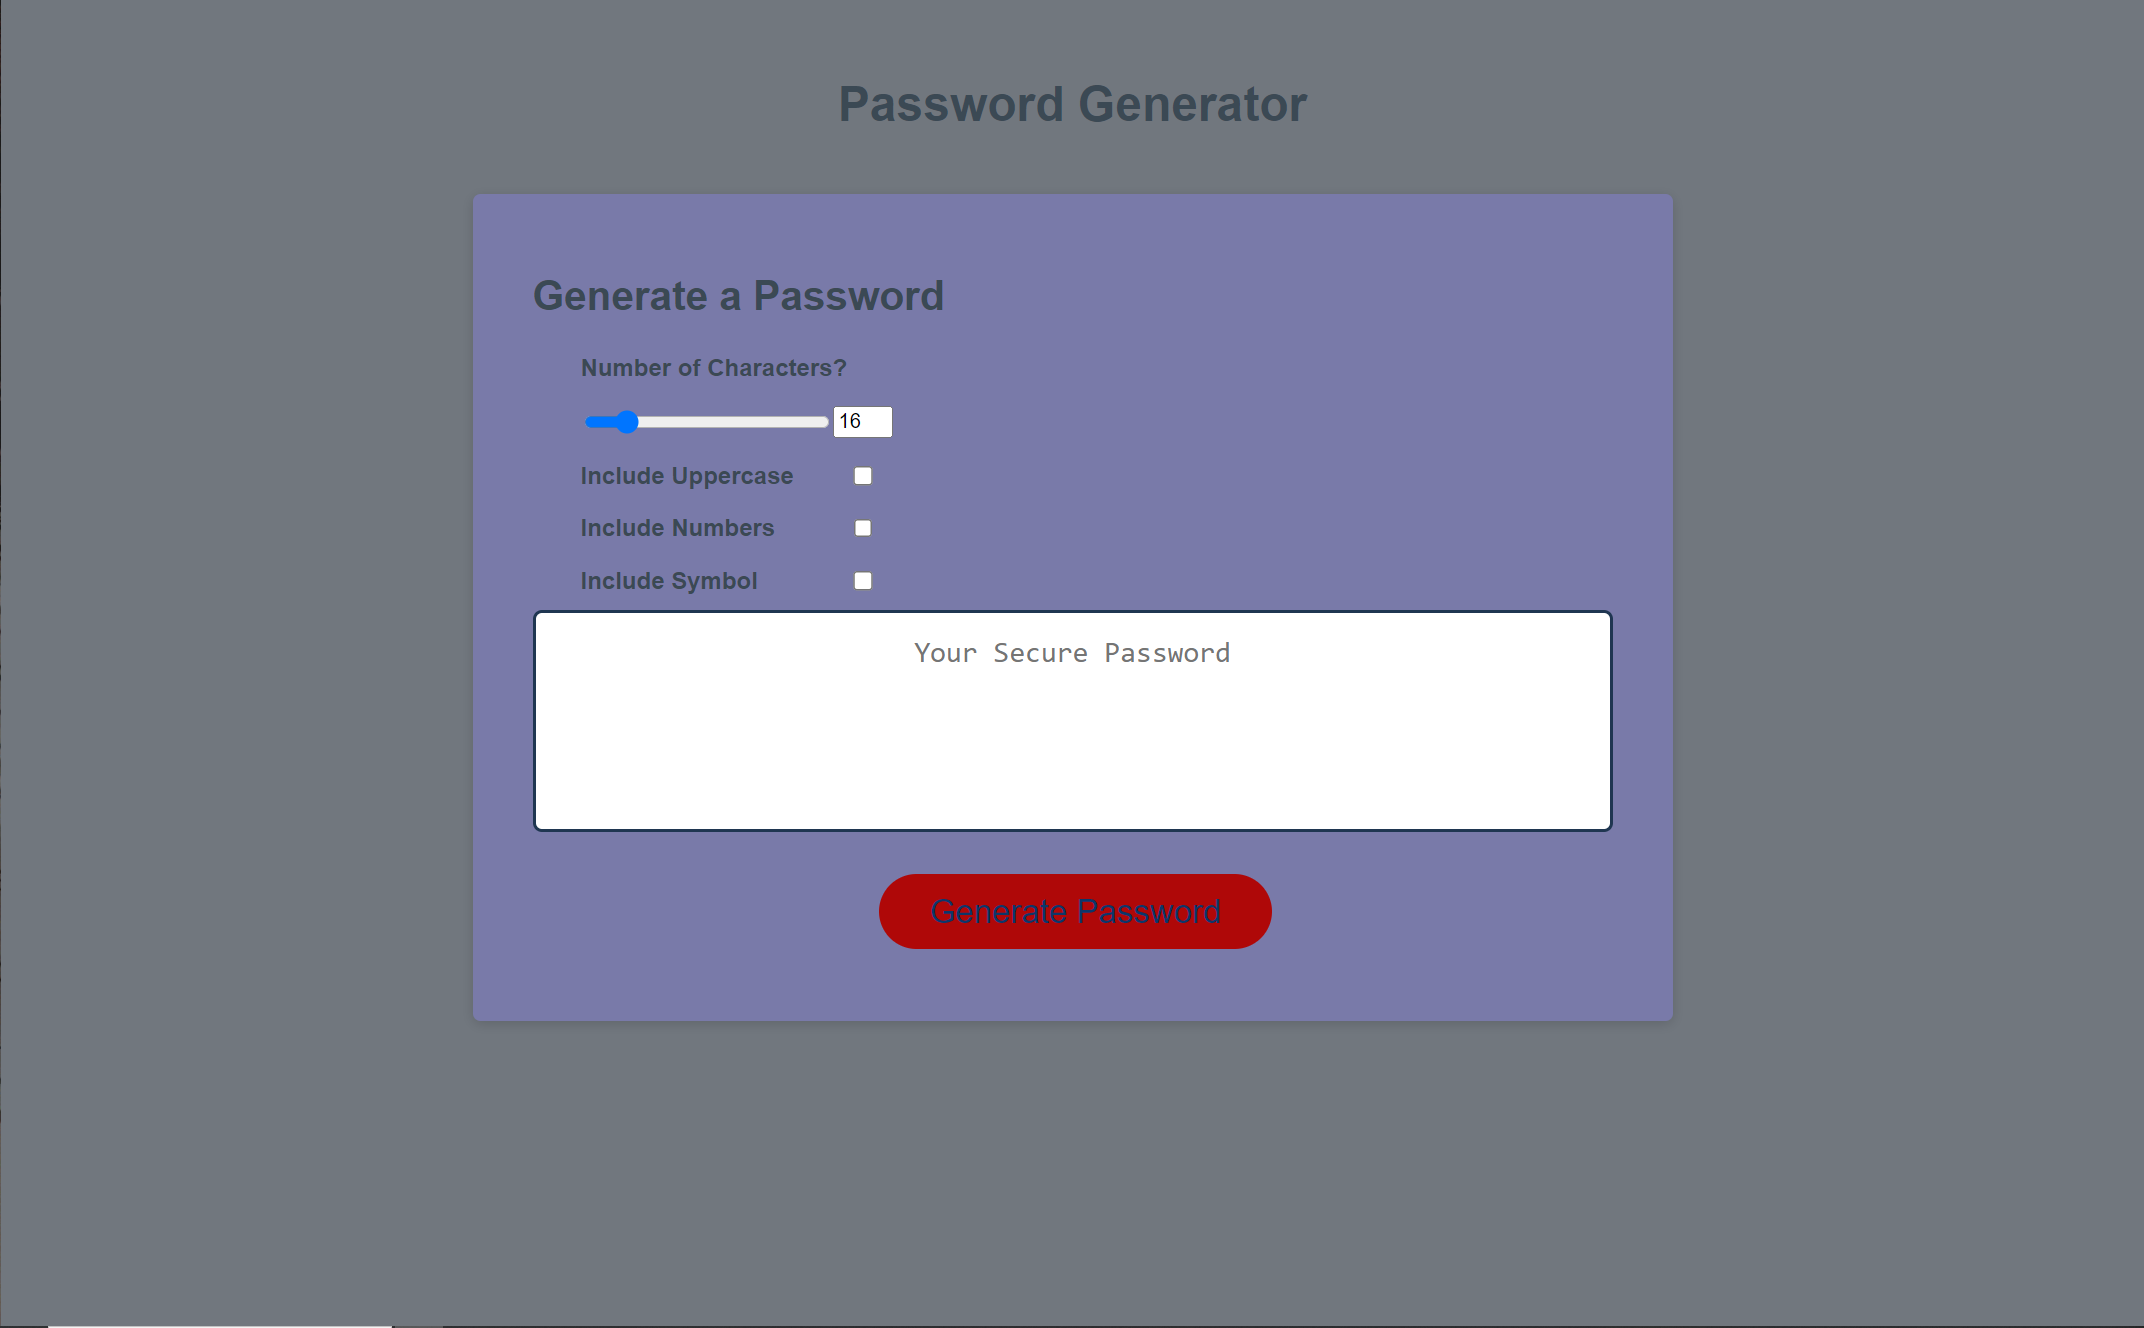 Password Generator
Generate a Password
Number of Characters?
16
Include Uppercase
Include Numbers
Include Symbol
Your Secure Password
Generate Password